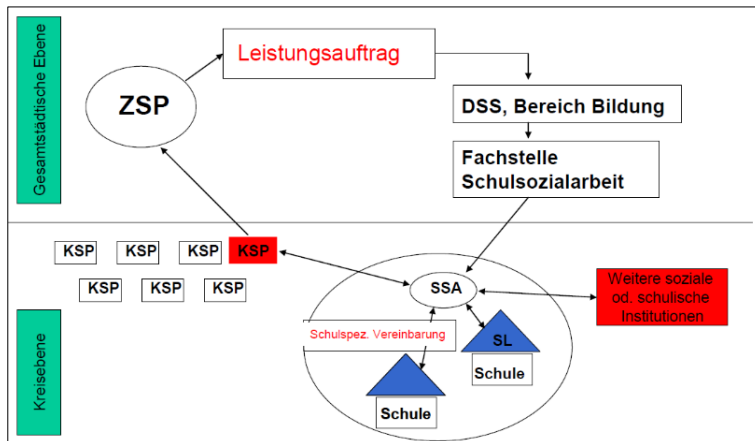 Gesamtstädtische Ebene
Leistungsauftrag
ZSP
DSS, Bereich Bildung
Fachstelle
Schulsozialarbeit
KSP
KSP
KSP
KSP
KSP
KSP
KSP
SSA
Weitere soziale
od. schulische
Institutionen
Schulspez. Vereinbarung
SL
Schule
Schule
Kreisebene